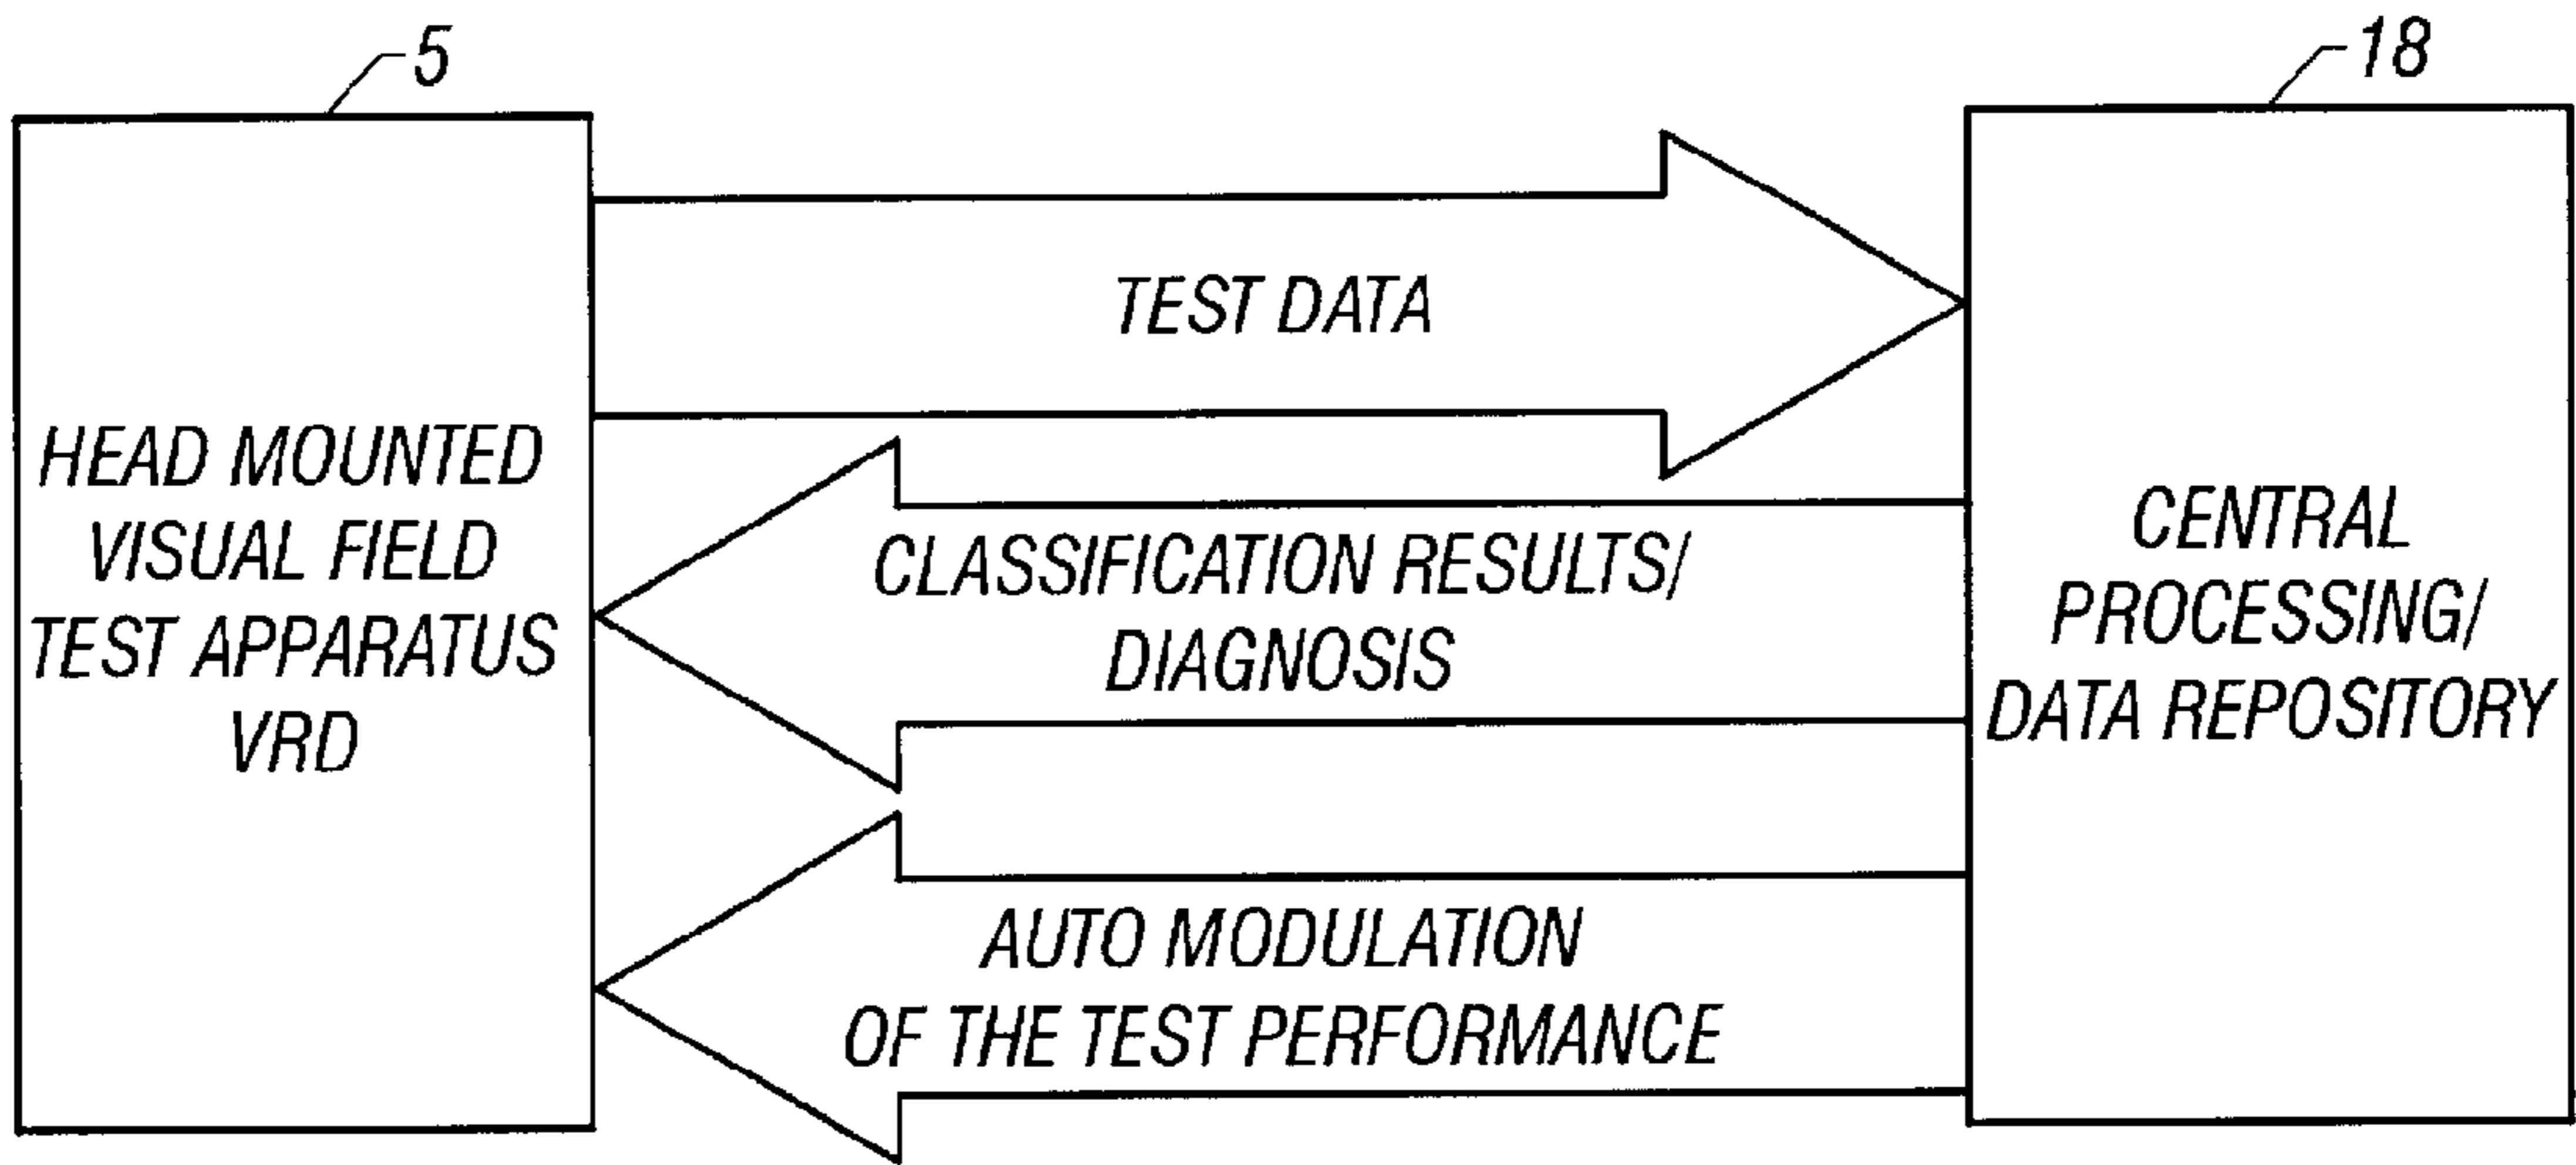 5
18
HEAD MOUNTED
VISUAL FIELD
TEST APPARATUS
VRD
TEST DATA
CLASSIFICATION RESULTS/
DIAGNOSIS
AUTO MODULATION
OF THE TEST PERFORMANCE
CENTRAL
PROCESSING/
DATA REPOSITORY